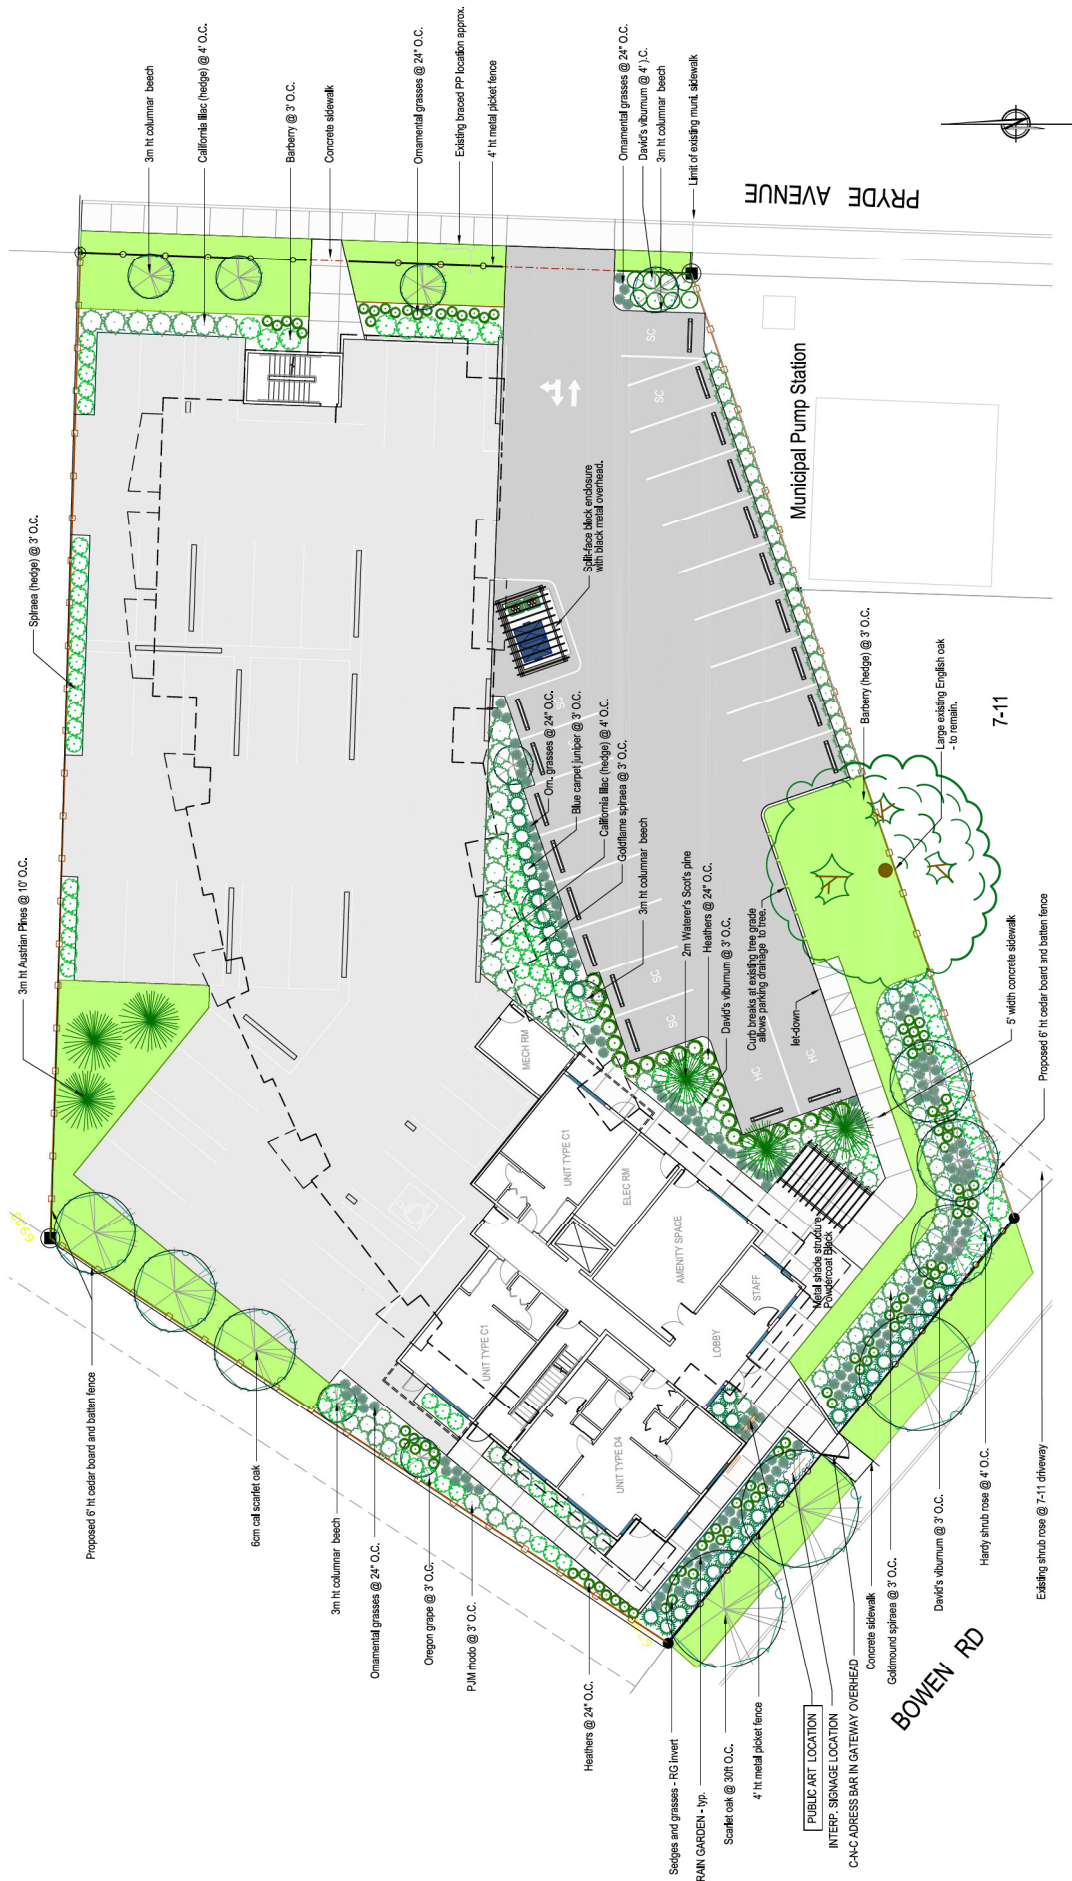 3m ht columnar beech
California lilac (hedge) @ 4' O.C.
Barberry @ 3' O.C.
Concrete sidewalk
Ornamental grasses @ 24" O.C.
Existing braced PP location approx.
4' ht metal picket fence
Ornamental grasses @ 24" O.C.
David's viburnum @ 4' ).C.
3m ht columnar beech
Limit of existing muni. sidewalk
PRYDE AVENUE
N
Spiraea (hedge) @ 3' O.C.
SC
SC
Municipal Pump Station
Split-face block enclosure
with black metal overhead.
Barberry (hedge) @ 3' O.C.
Large existing English oak
- to remain.
7-11
3m ht Austrian Pines @ 10' O.C.
Orn. grasses @ 24" O.C.
Blue carpet juniper @ 3' O.C.
California lilac (hedge) @ 4' O.C.
Goldflame spiraea @ 3' O.C.
3m ht columnar beech
2m Waterer's Scot's pine
Heathers @ 24" O.C.
David's viburnum @ 3' O.C.
Curb breaks at existing tree grade
allows parking drainage to tree.
let-down
SC
SC
HC
HC
5' width concrete sidewalk
Proposed 6' ht cedar board and batten fence
MECH RM
UNIT TYPE C1
ELEC RM
AMENITY SPACE
STAFF
LOBBY
UNIT TYPE C1
UNIT TYPE D4
Metal shade structure
Powdercoat Black
Proposed 6' ht cedar board and batten fence
6cm cal scarlet oak
3m ht columnar beech
Ornamental grasses @ 24" O.C.
Oregon grape @ 3' O.C.
PJM rhodo @ 3' O.C.
Heathers @ 24" O.C.
Sedges and grasses - RG invert
RAIN GARDEN - typ.
Scarlet oak @ 30ft O.C.
4' ht metal picket fence
PUBLIC ART LOCATION
INTERP. SIGNAGE LOCATION
C-N-C ADRESS BAR IN GATEWAY OVERHEAD
Concrete sidewalk
Goldmound spiraea @ 3' O.C.
BOWEN RD
David's viburnum @ 3' O.C.
Hardy shrub rose @ 4' O.C.
Existing shrub rose @ 7-11 driveway